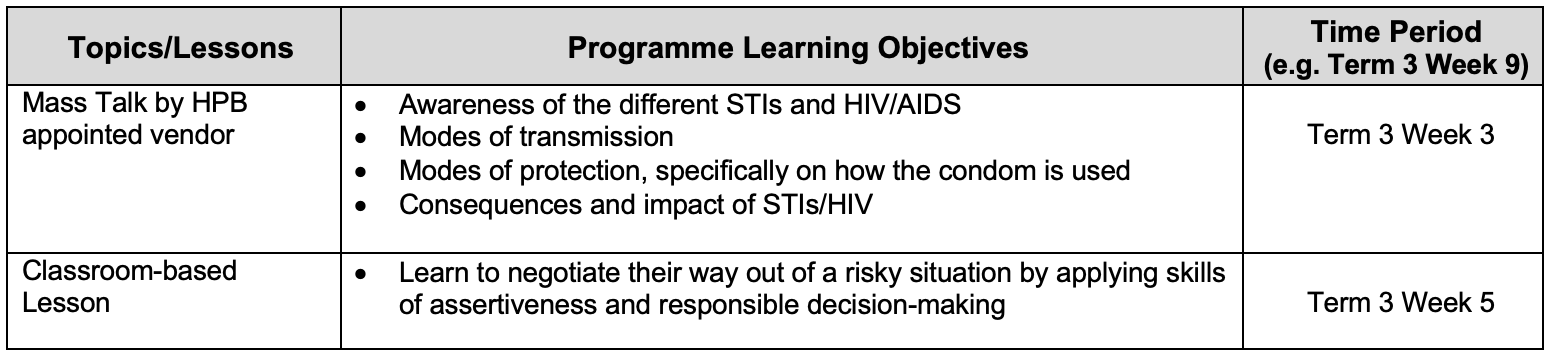 Topics/Lessons
Programme Learning Objectives
Time Period
(e.g. Term 3 Week 9)
Mass Talk by HPB
appointed vendor
• Awareness of the different STIs and HIV/AIDS
• Modes of transmission
• Modes of protection, specifically on how the condom is used
• Consequences and impact of STIs/HIV
Term 3 Week 3
Classroom-based
Lesson
• Learn to negotiate their way out of a risky situation by applying skills
of assertiveness and responsible decision-making
Term 3 Week 5